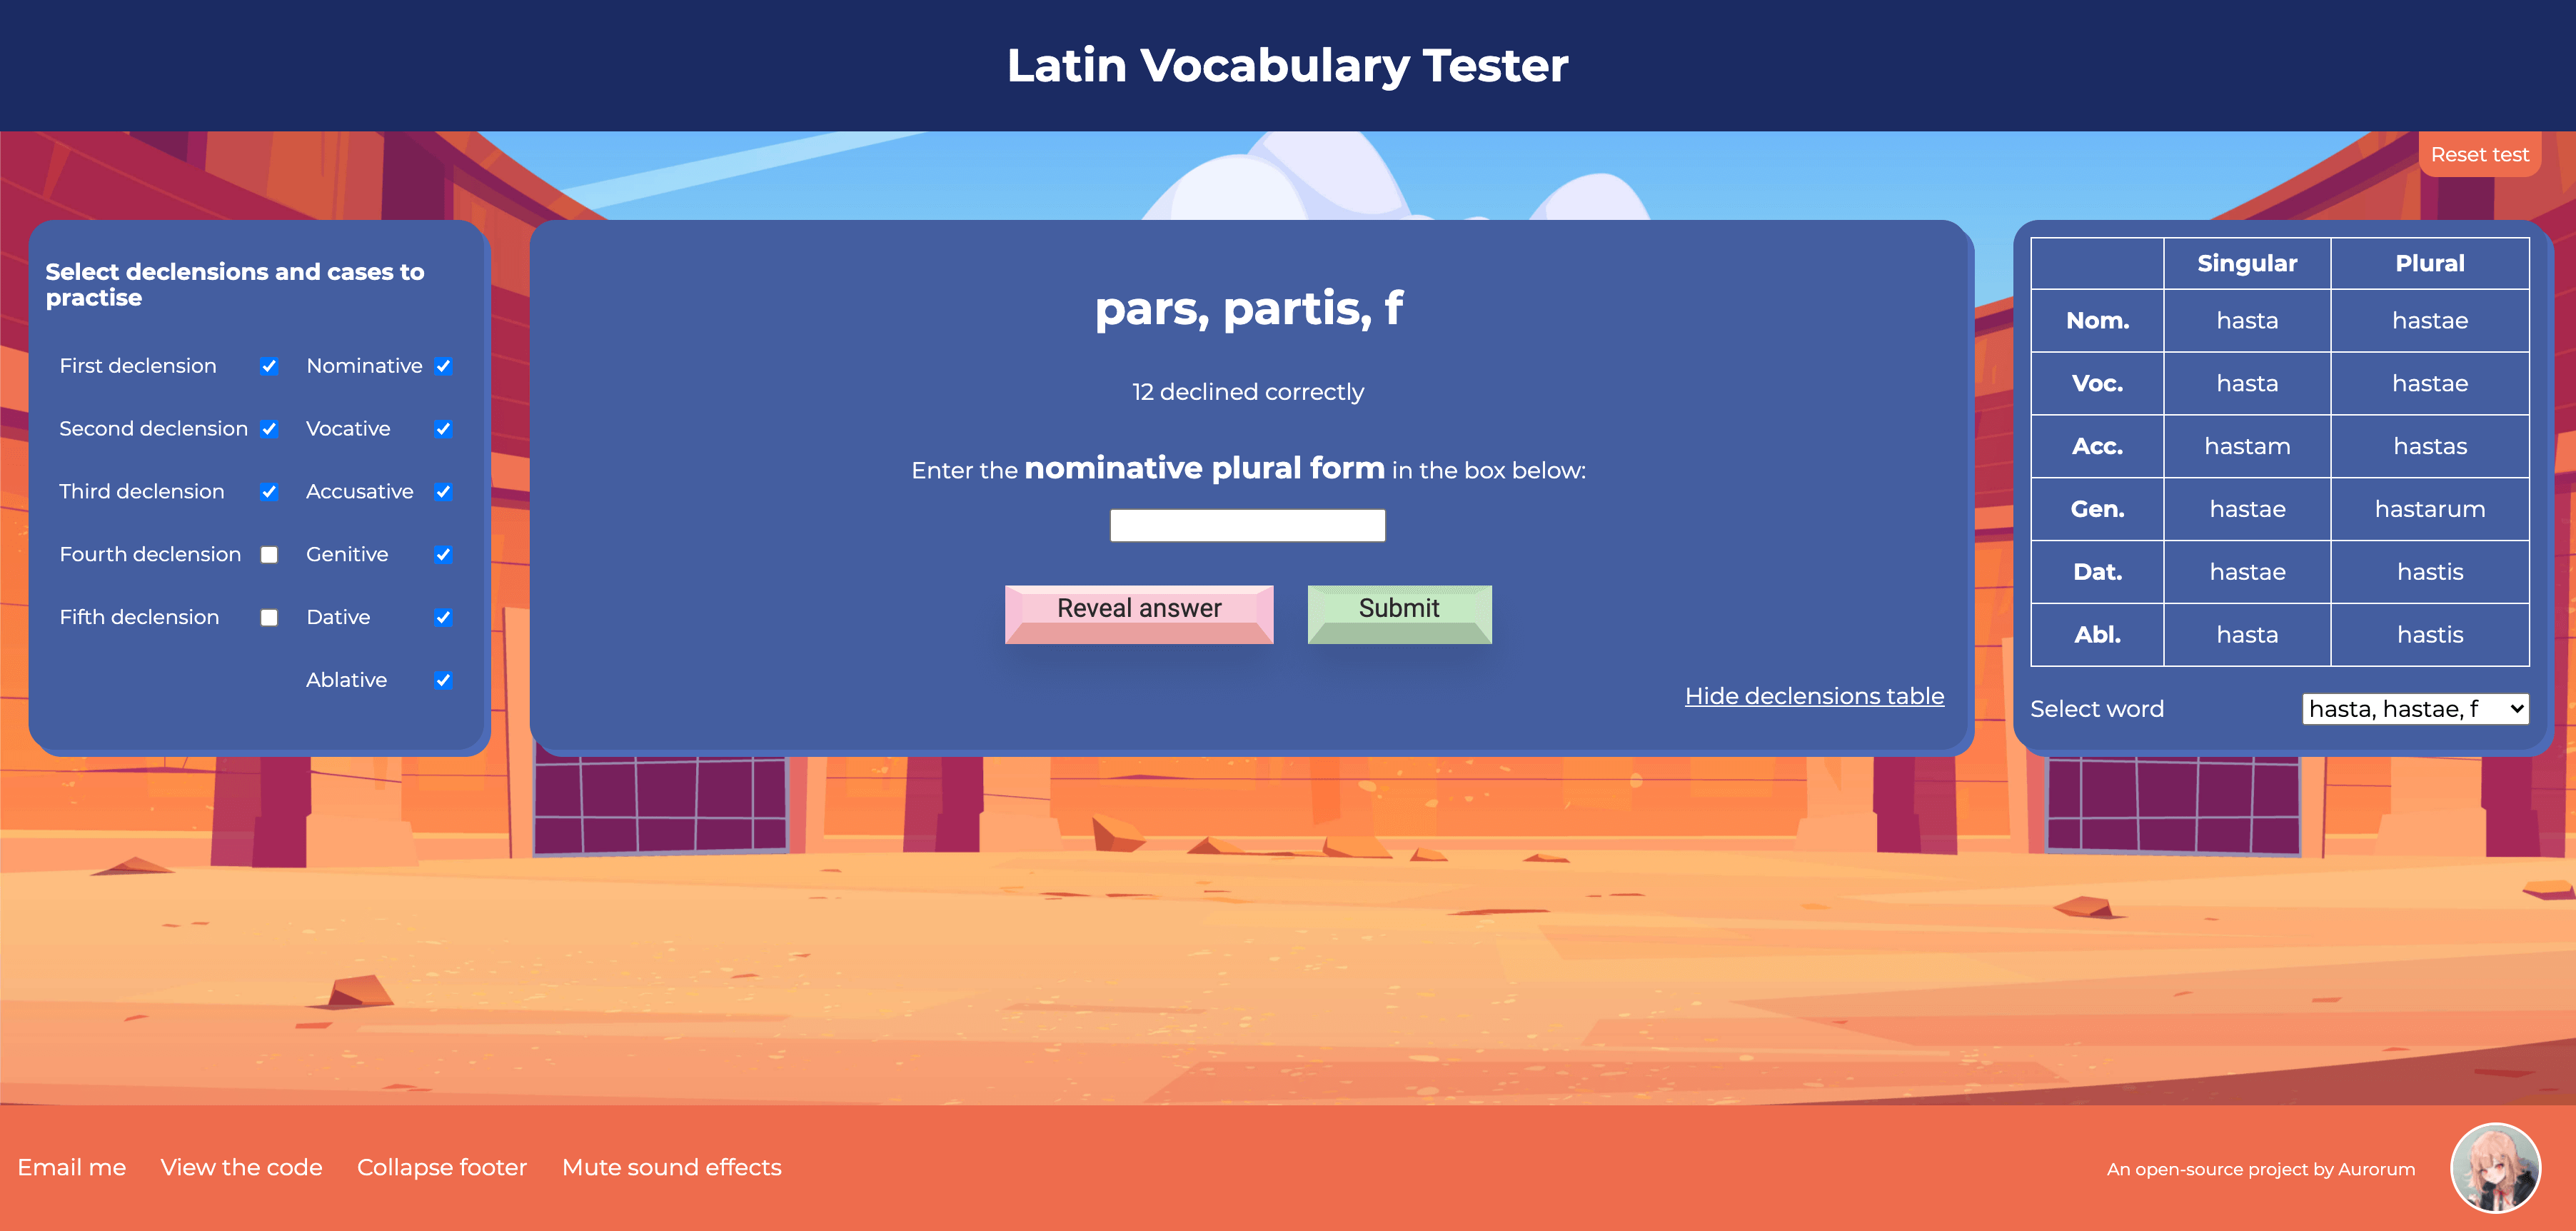 Latin Vocabulary Tester
Reset test
Select declensions and cases to
practise
First declension
Nominative
Second declension
Vocative
Third declension
Accusative
Fourth declension
Genitive
Fifth declension
Dative
Ablative
pars, partis, f
12 declined correctly
Enter the nominative plural form in the box below:
Reveal answer
Submit
Hide declensions table
Singular Plural
Nom. hasta hastae
Voc. hasta hastae
Acc. hastam hastas
Gen. hastae hastarum
Dat. hastae hastis
Abl. hasta hastis
Select word hasta, hastae, f
Email me
View the code
Collapse footer
Mute sound effects
An open-source project by Aurorum